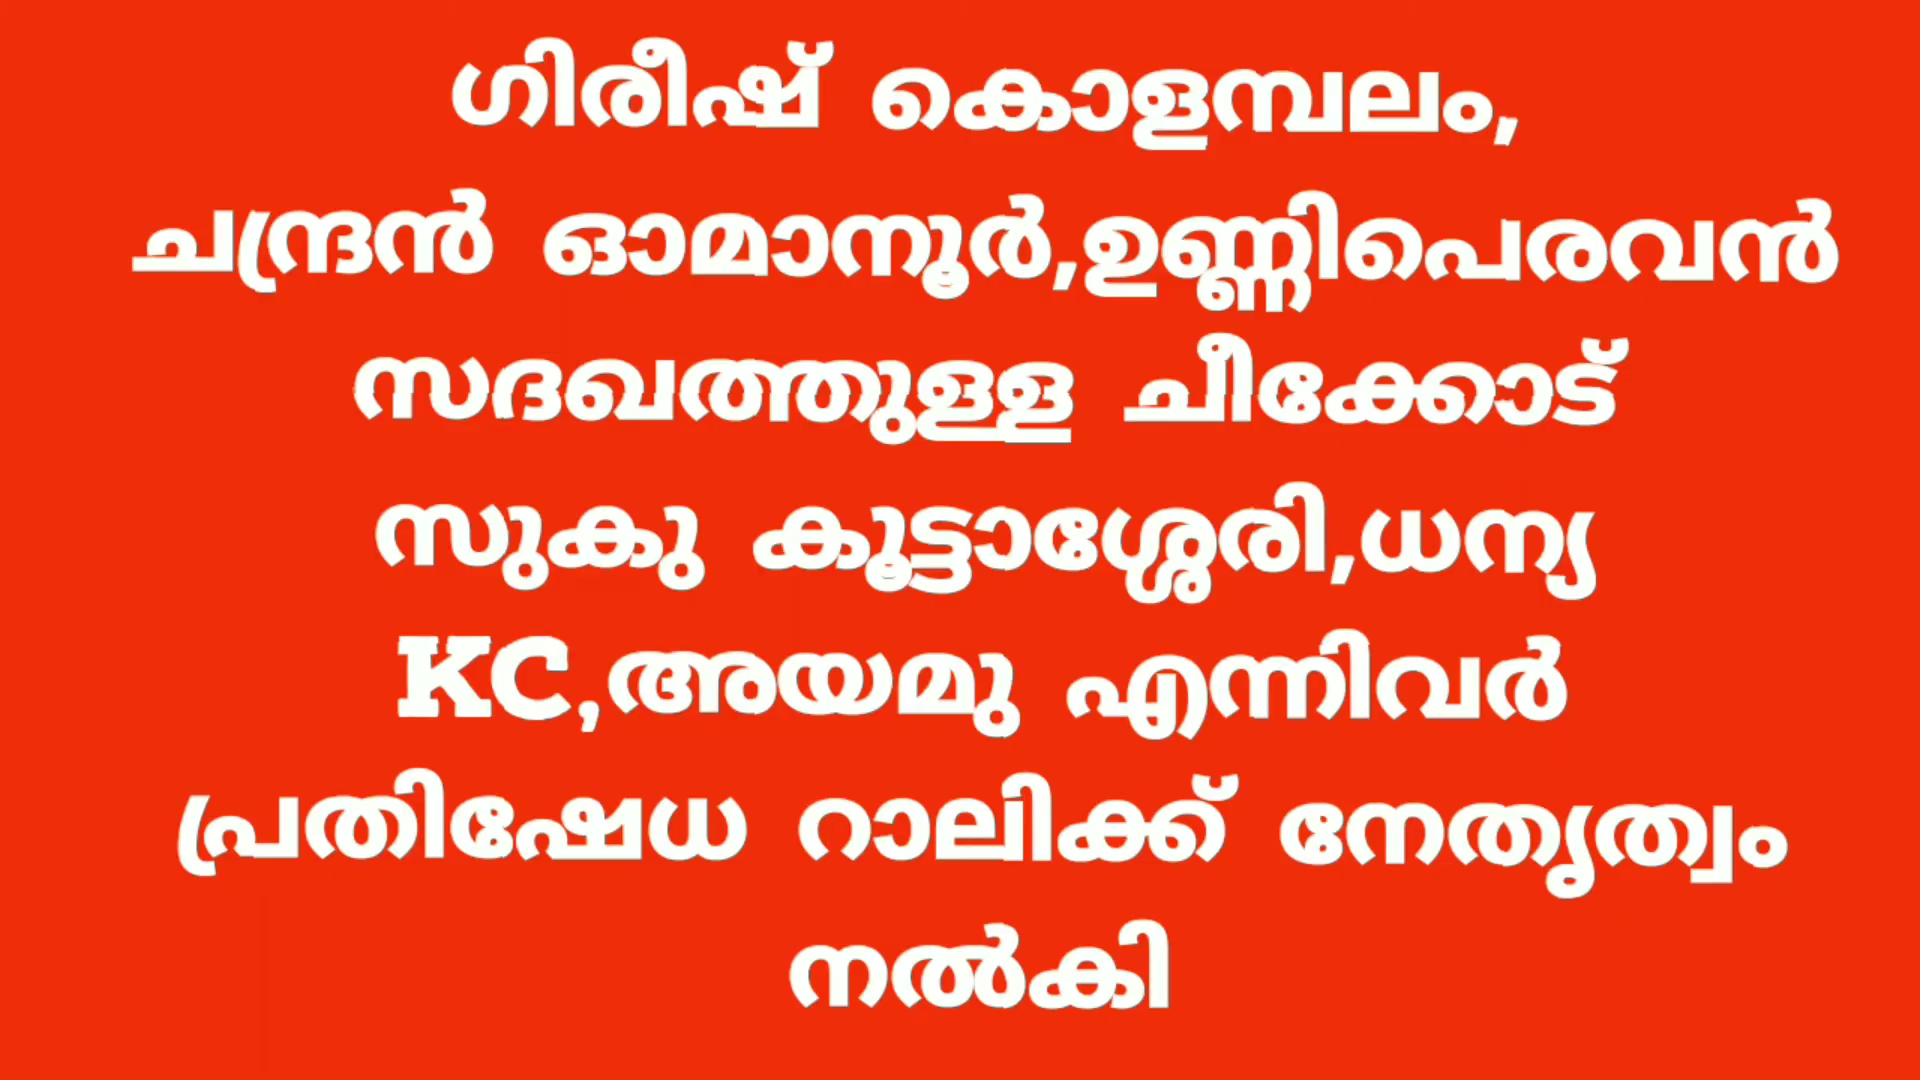 ഗിരീഷ് കൊളമ്പലം,
ചന്ദ്രൻ ഓമാനൂർ,ഉണ്ണിപെരവൻ
സദഖത്തുള്ള ചീക്കോട്
സുകു കൂട്ടാശ്ശേരി,ധന്യ
KC,അയമു എന്നിവർ
പ്രതിഷേധ റാലിക്ക് നേതൃത്വം
നൽകി